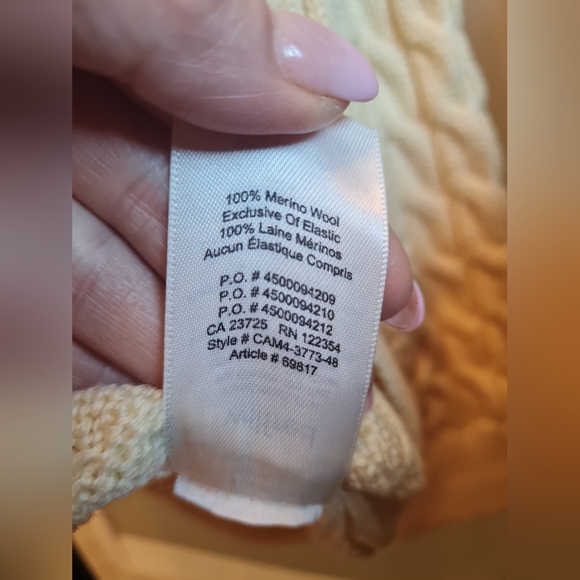 100% Merino Wool
Exclusive Of Elastic
100% Laine Mérinos
Aucun Élastique Compris
P.O. # 4500094209
P.O. # 4500094210
P.O. # 4500094212
CA 23725 RN 122354
Style # CAM4-3773-48
Article # 69817